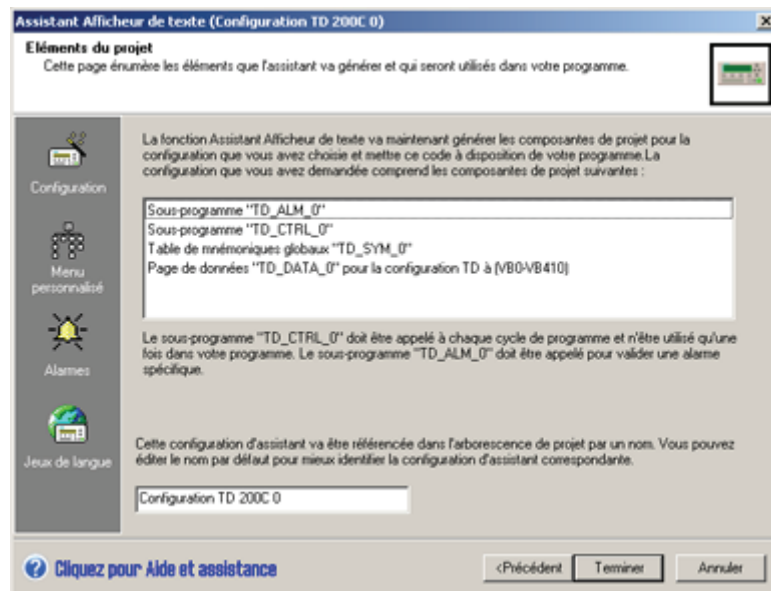 Assistant Afficheur de texte (Configuration TD 200C 0)
Eléments du projet
Cette page énumère les éléments que l'assistant va générer et qui seront utilisés dans votre programme.
Configuration
Menu
personnalisé
Alarmes
Jeux de langue
La fonction Assistant Afficheur de texte va maintenant générer les composantes de projet pour la
configuration que vous avez choisie et mettre ce code à disposition de votre programme.La
configuration que vous avez demandée comprend les composantes de projet suivantes :
Sous-programme "TD_ALM_0"
Sous-programme "TD_CTRL_0"
Table de mnémoniques globaux "TD_SYM_0"
Page de données "TD_DATA_0" pour la configuration TD à (VB0-VB410)
Le sous-programme "TD_CTRL_0" doit être appelé à chaque cycle de programme et n'être utilisé qu'une
fois dans votre programme. Le sous-programme "TD_ALM_0" doit être appelé pour valider une alarme
spécifique.
Cette configuration d'assistant va être référencée dans l'arborescence de projet par un nom. Vous pouvez
éditer le nom par défaut pour mieux identifier la configuration d'assistant correspondante.
Configuration TD 200C 0
Cliquez pour Aide et assistance
<Précédent
Terminer
Annuler